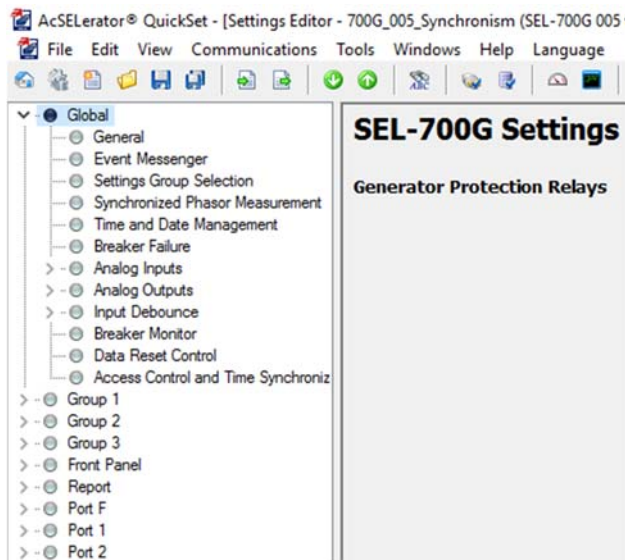 AcSELerator® QuickSet - [Settings Editor - 700G_005_Synchronism (SEL-700G 005
File Edit View Communications Tools Windows Help Language
ABC
Global
General
Event Messenger
Settings Group Selection
Synchronized Phasor Measurement
Time and Date Management
Breaker Failure
Analog Inputs
Analog Outputs
Input Debounce
Breaker Monitor
Data Reset Control
Access Control and Time Synchroniz
Group 1
Group 2
Group 3
Front Panel
Report
Port F
Port 1
Port 2
SEL-700G Settings
Generator Protection Relays